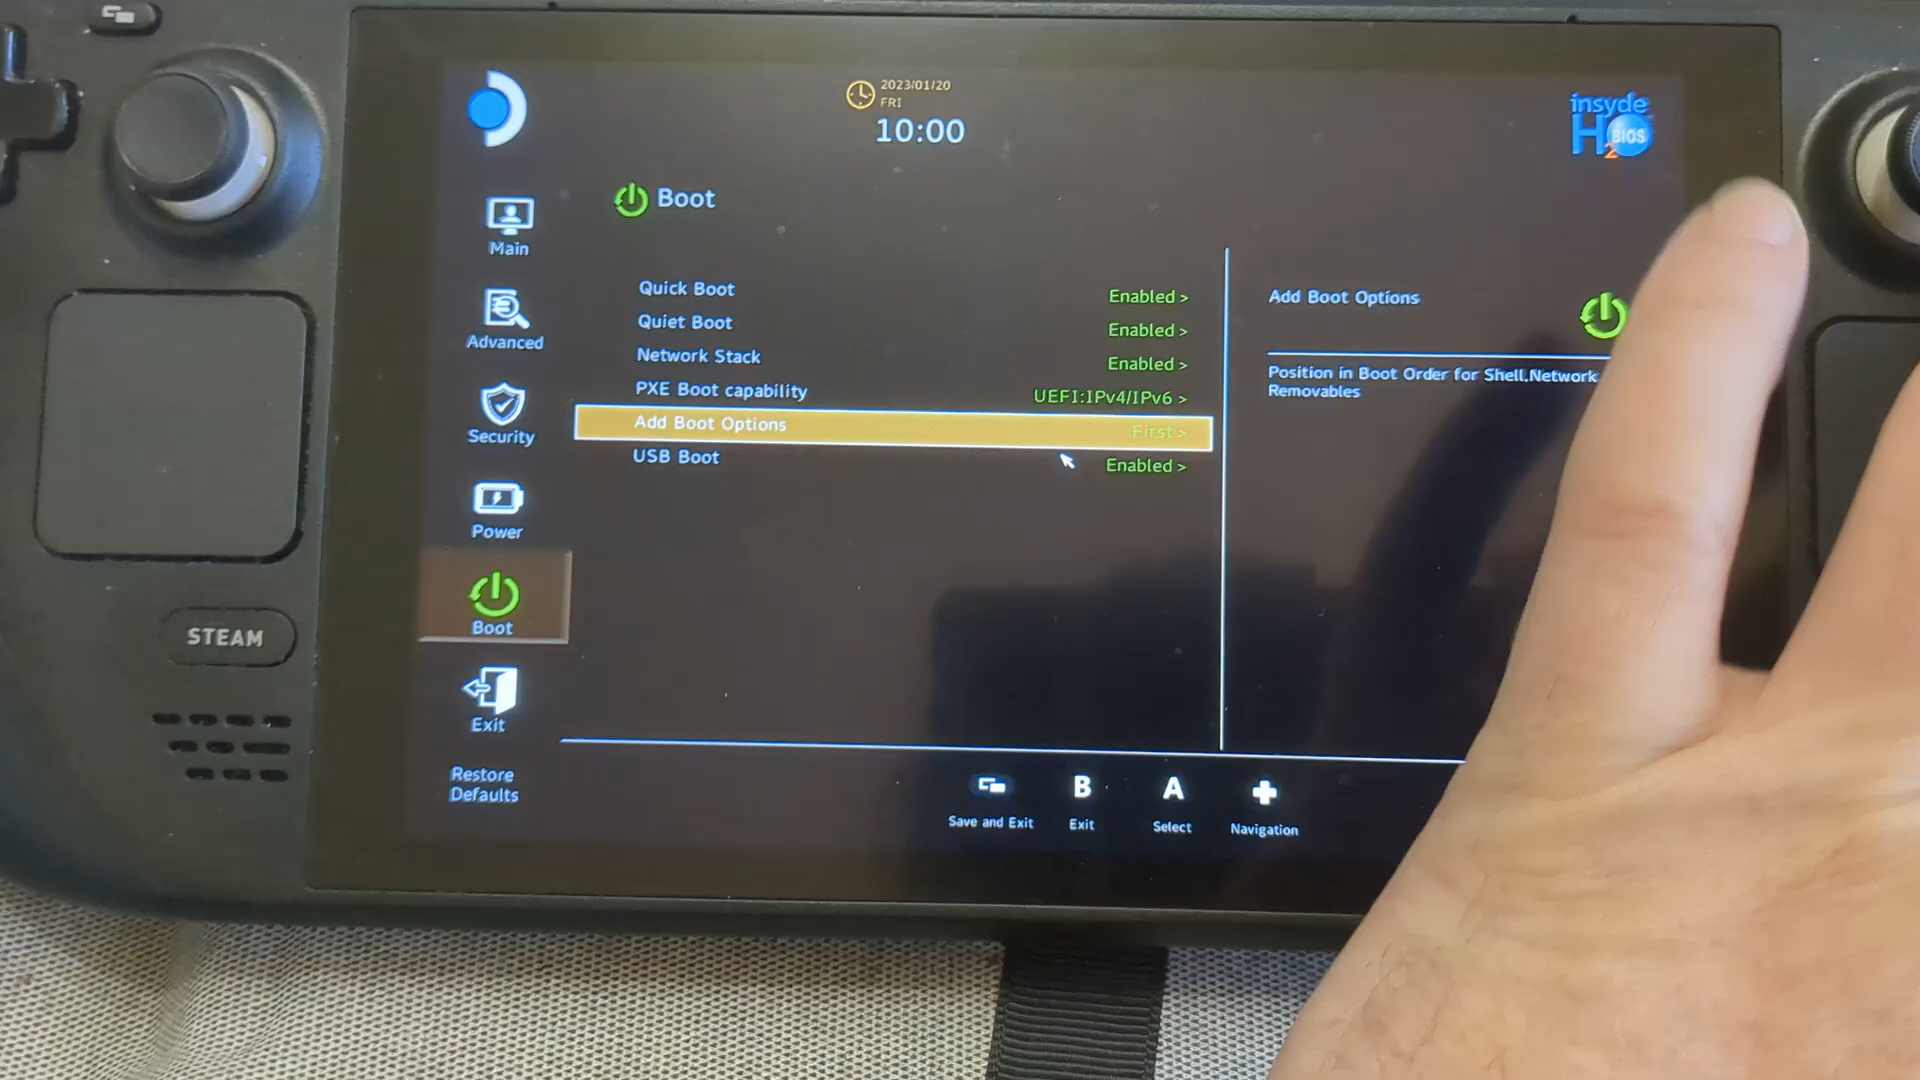 2023/01/20
FRI
10:00
insyde
H2O BIOS
Main
Advanced
Security
Power
Boot
Exit
Restore
Defaults
Boot
Quick Boot Enabled >
Quiet Boot Enabled >
Network Stack Enabled >
PXE Boot capability UEFI:IPv4/IPv6 >
Add Boot Options First >
USB Boot Enabled >
Add Boot Options
Position in Boot Order for Shell,Network
Removables
B
A
Save and Exit
Exit
Select
Navigation
STEAM